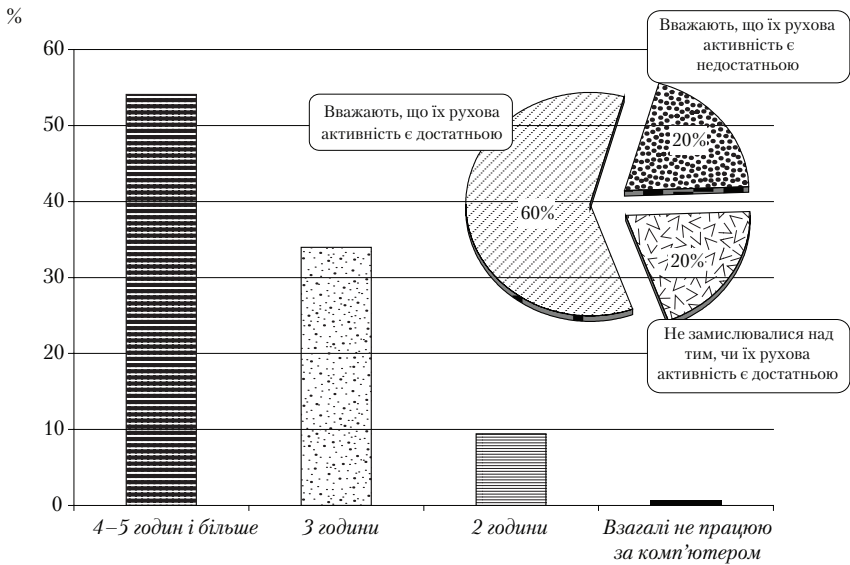 %
Вважають, що їх рухова
активність є
недостатньою
60
Вважають, що їх рухова
активність є достатньою
50
20%
40
60%
30
20%
20
Не замислювалися над
тим, чи їх рухова
активність є достатньою
10
0
4–5 годин і більше
3 години
2 години
Взагалі не працюю
за комп’ютером